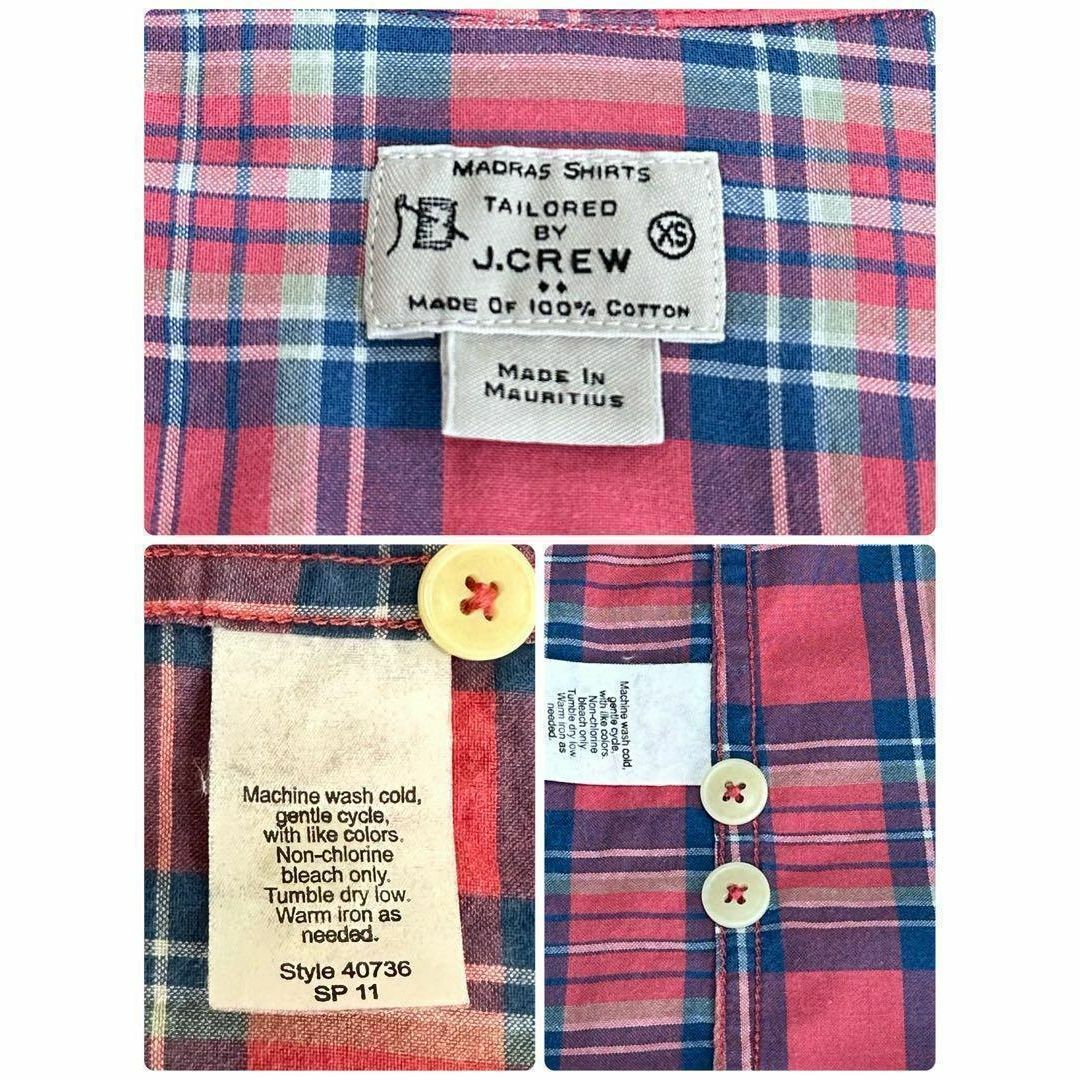 MADRAS SHIRTS
TAILORED
BY
J.CREW
XS
MADE OF 100% COTTON
MADE IN
MAURITIUS
Machine wash cold,
gentle cycle,
with like colors.
Non-chlorine
bleach only.
Tumble dry low.
Warm iron as
needed.
Style 40736
SP 11
Machine wash cold,
gentle cycle,
with like colors.
Non-chlorine
bleach only.
Tumble dry low
Warm iron as
needed.